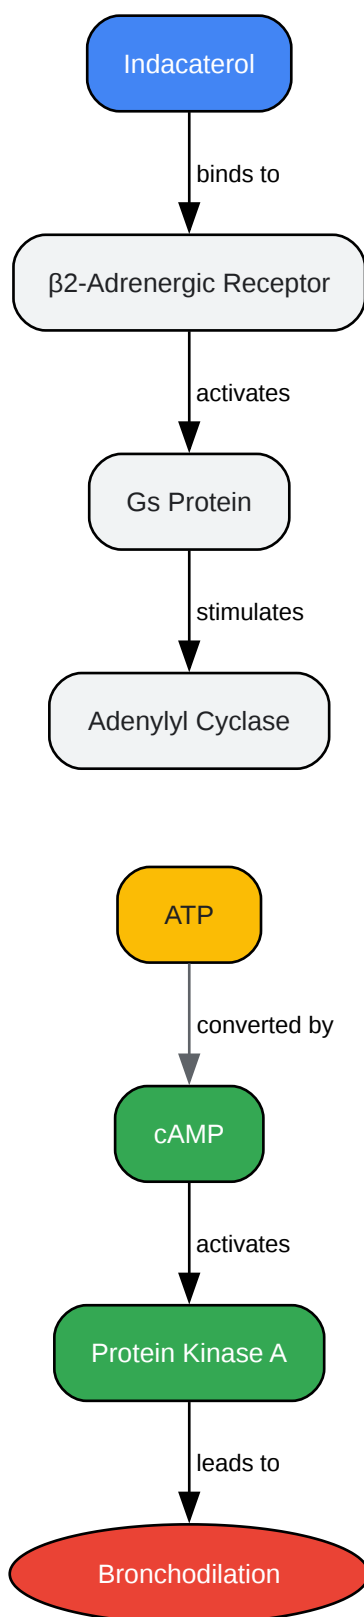 Indacaterol
binds to
β2-Adrenergic Receptor
activates
Gs Protein
stimulates
Adenylyl Cyclase
ATP
converted by
cAMP
activates
Protein Kinase A
leads to
Bronchodilation